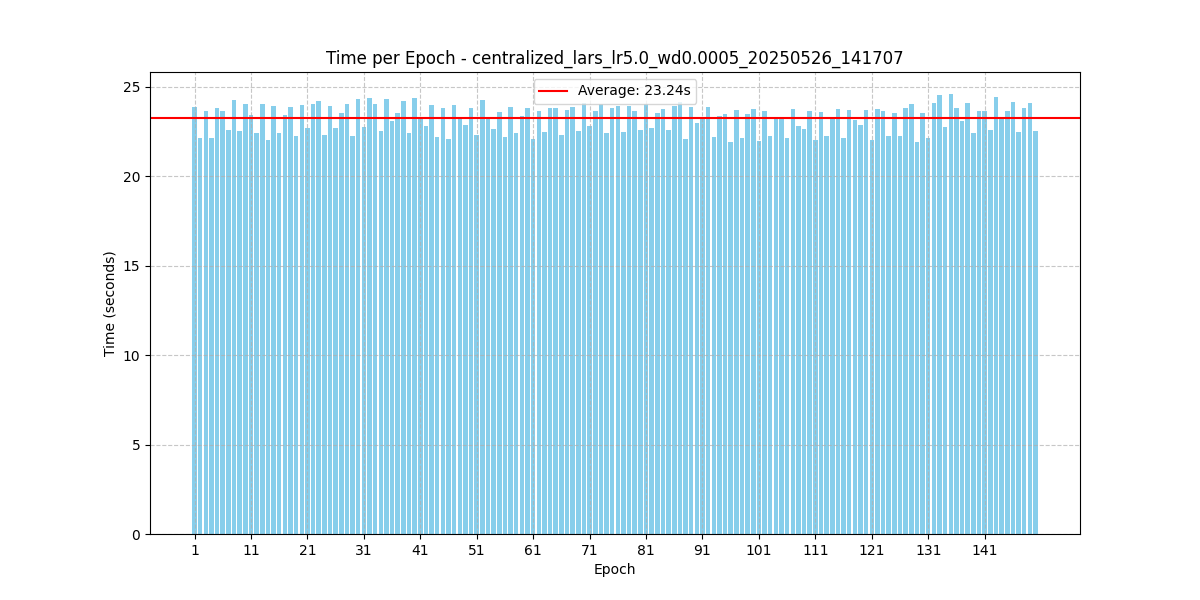 Time per Epoch - centralized_lars_lr5.0_wd0.0005_20250526_141707
Average: 23.24s
25
20
15
10
5
0
Time (seconds)
1 11 21 31 41 51 61 71 81 91 101 111 121 131 141
Epoch